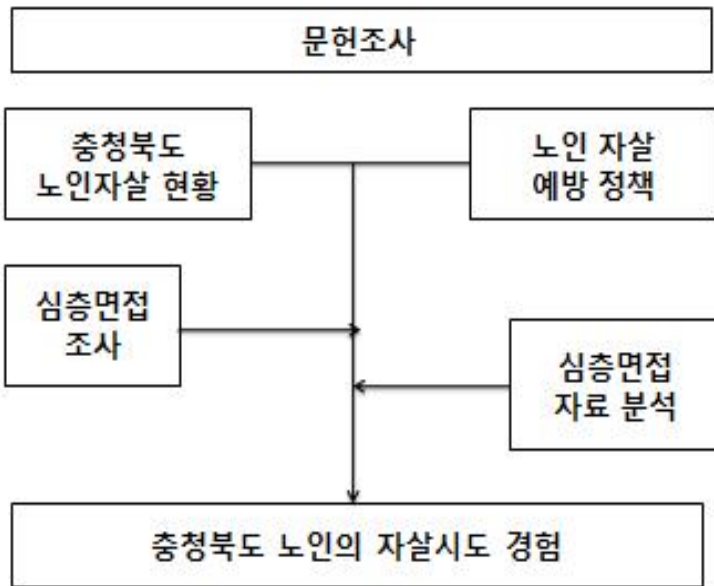 문헌조사
충청북도
노인자살 현황
노인 자살
예방 정책
심층면접
조사
심층면접
자료 분석
충청북도 노인의 자살시도 경험